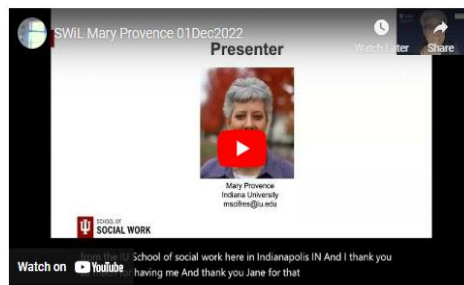 SWiL Mary Provence 01Dec2022
Watch Later
Share
Presenter
Mary Provence
Indiana University
mscifres@iu.edu
SCHOOL OF
SOCIAL WORK
from the IU School of social work here in Indianapolis IN And I thank you
for having me And thank you Jane for that
Watch on YouTube